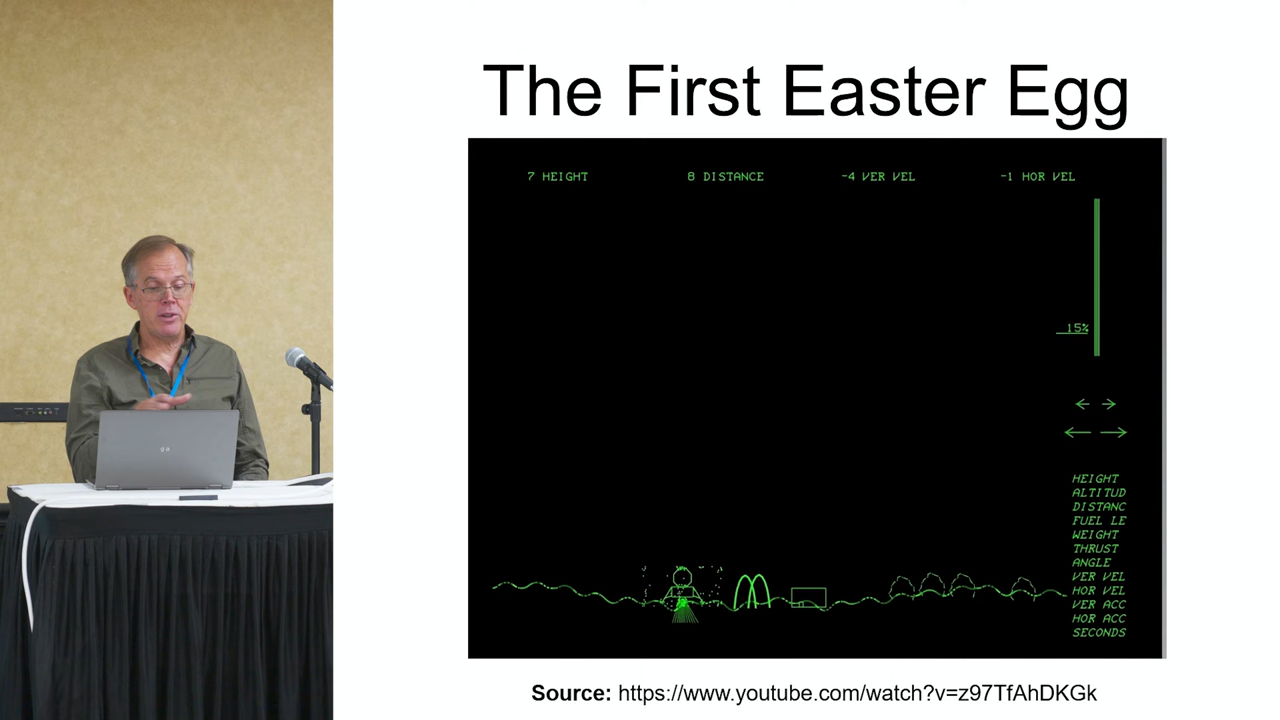 The First Easter Egg
7 HEIGHT 8 DISTANCE -4 VER VEL -1 HOR VEL
15%
HEIGHT
ALTITUD
DISTANC
FUEL LE
WEIGHT
THRUST
ANGLE
VER VEL
HOR VEL
VER ACC
HOR ACC
SECONDS
Source: https://www.youtube.com/watch?v=z97TfAhDKGk